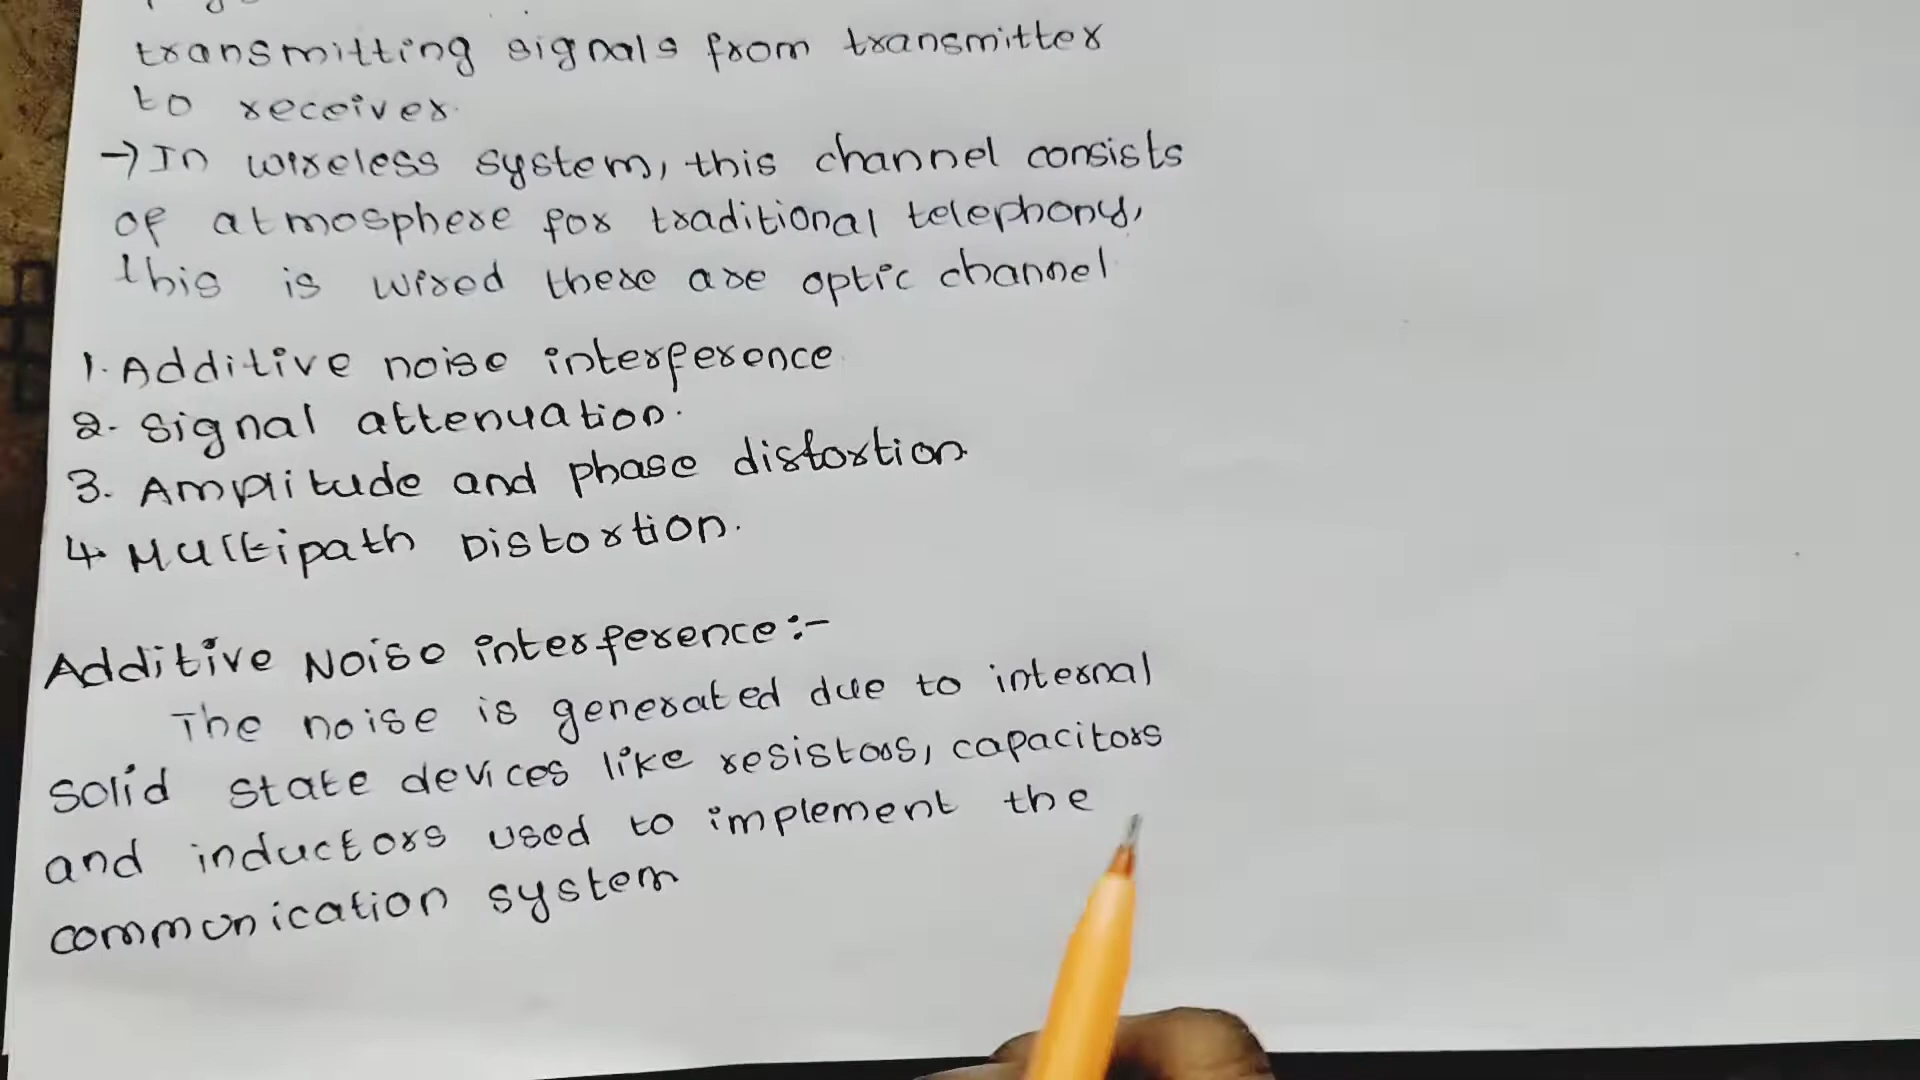 transmitting signals from transmitter
to receiver.
→In wireless system, this channel consists
of atmosphere for traditional telephony,
this is wired there are optic channel
1. Additive noise interference
2. Signal attenuation.
3. Amplitude and phase distortion
4. Multipath Distortion.
Additive Noise interference:-
The noise is generated due to internal
solid state devices like resistors, capacitors
and inductors used to implement the
communication system